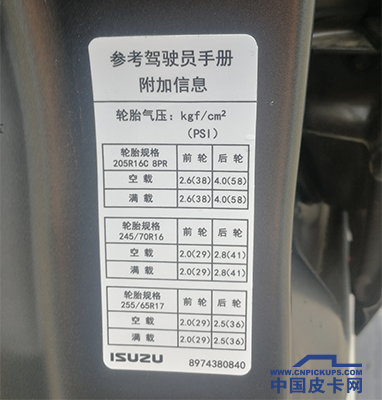 参考驾驶员手册
附加信息
轮胎气压: kgf/cm²
(PSI)
轮胎规格 前轮 后轮
205R16C 8PR
空载 2.6(38) 4.0(58)
满载 2.6(38) 4.0(58)
轮胎规格 前轮 后轮
245/70R16
空载 2.0(29) 2.8(41)
满载 2.0(29) 2.8(41)
轮胎规格 前轮 后轮
255/65R17
空载 2.0(29) 2.5(36)
满载 2.0(29) 2.5(36)
ISUZU 8974380840
WWW.CNPICKUPS.COM
中国皮卡网